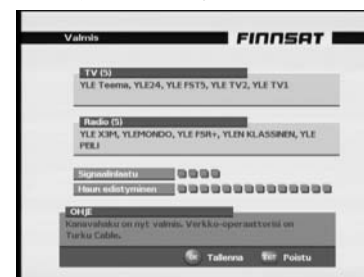 Valmis
FINNSAT
TV (5)
YLE Teema, YLE24, YLE FST5, YLE TV2, YLE TV1
Radio (5)
YLE X3M, YLEMONDO, YLE FSR+, YLEN KLASSINEN, YLE
PEILI
Signaalinlaatu
Haun edistyminen
OHJE
Kanavahaku on nyt valmis. Verkko-operaattorisi on
Turku Cable.
OK Tallenna EXIT Poistu